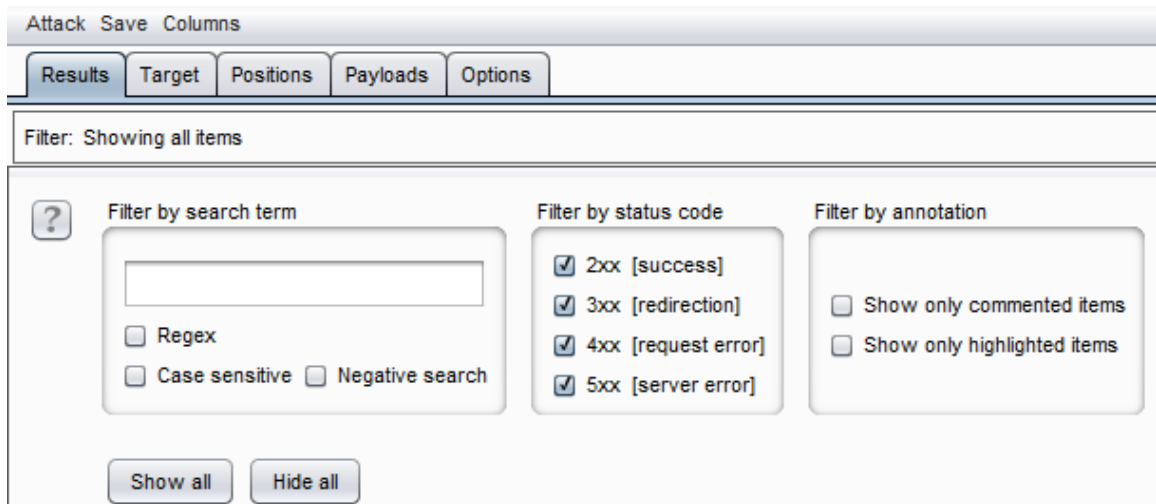 Attack Save Columns
Results Target Positions Payloads Options
Filter: Showing all items
?
Filter by search term
Regex
Case sensitive Negative search
Filter by status code
2xx [success]
3xx [redirection]
4xx [request error]
5xx [server error]
Filter by annotation
Show only commented items
Show only highlighted items
Show all Hide all